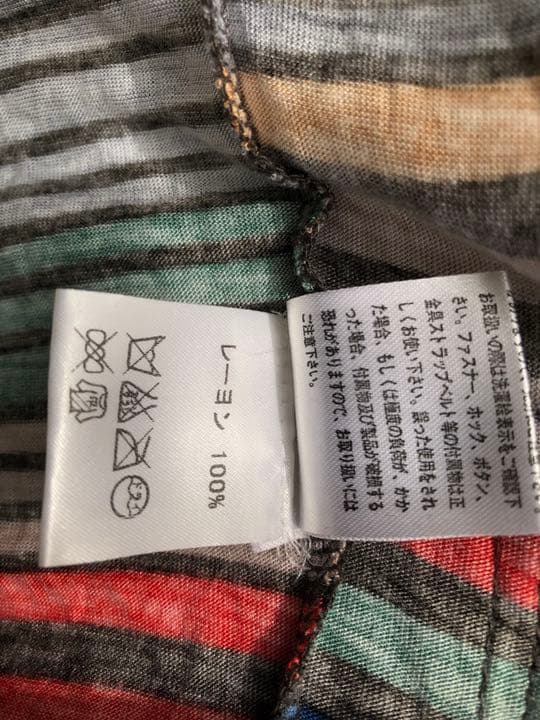 レーヨン 100%
お取扱いの際は洗濯絵表示をご確認下
さい。ファスナー、ホック、ボタン、
金具ストラップベルト等の付属物は正
しくお使い下さい。誤った使用をされ
た場合、もしくは極度の負荷が、かか
った場合、付属物及び製品が破損する
恐れがありますので、お取り扱いには
ご注意下さい。